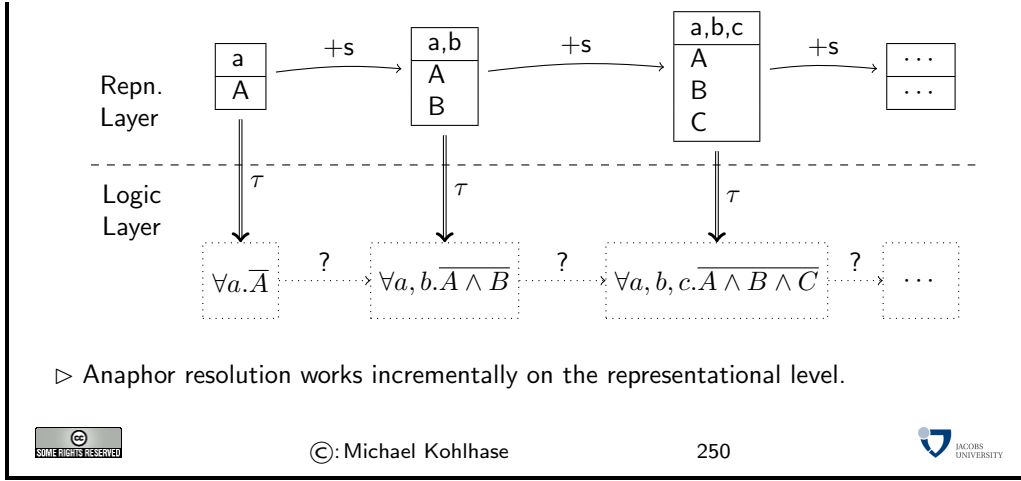 a
A
+s
a,b
A
B
+s
a,b,c
A
B
C
+s
···
···
Repn.
Layer
τ
τ
τ
Logic
Layer
∀a.A̅
?
∀a, b.A̅ ̅∧̅ ̅B̅
?
∀a, b, c.A̅ ̅∧̅ ̅B̅ ̅∧̅ ̅C̅
?
···
▷ Anaphor resolution works incrementally on the representational level.
cc
SOME RIGHTS RESERVED
©: Michael Kohlhase
250
JACOBS
UNIVERSITY